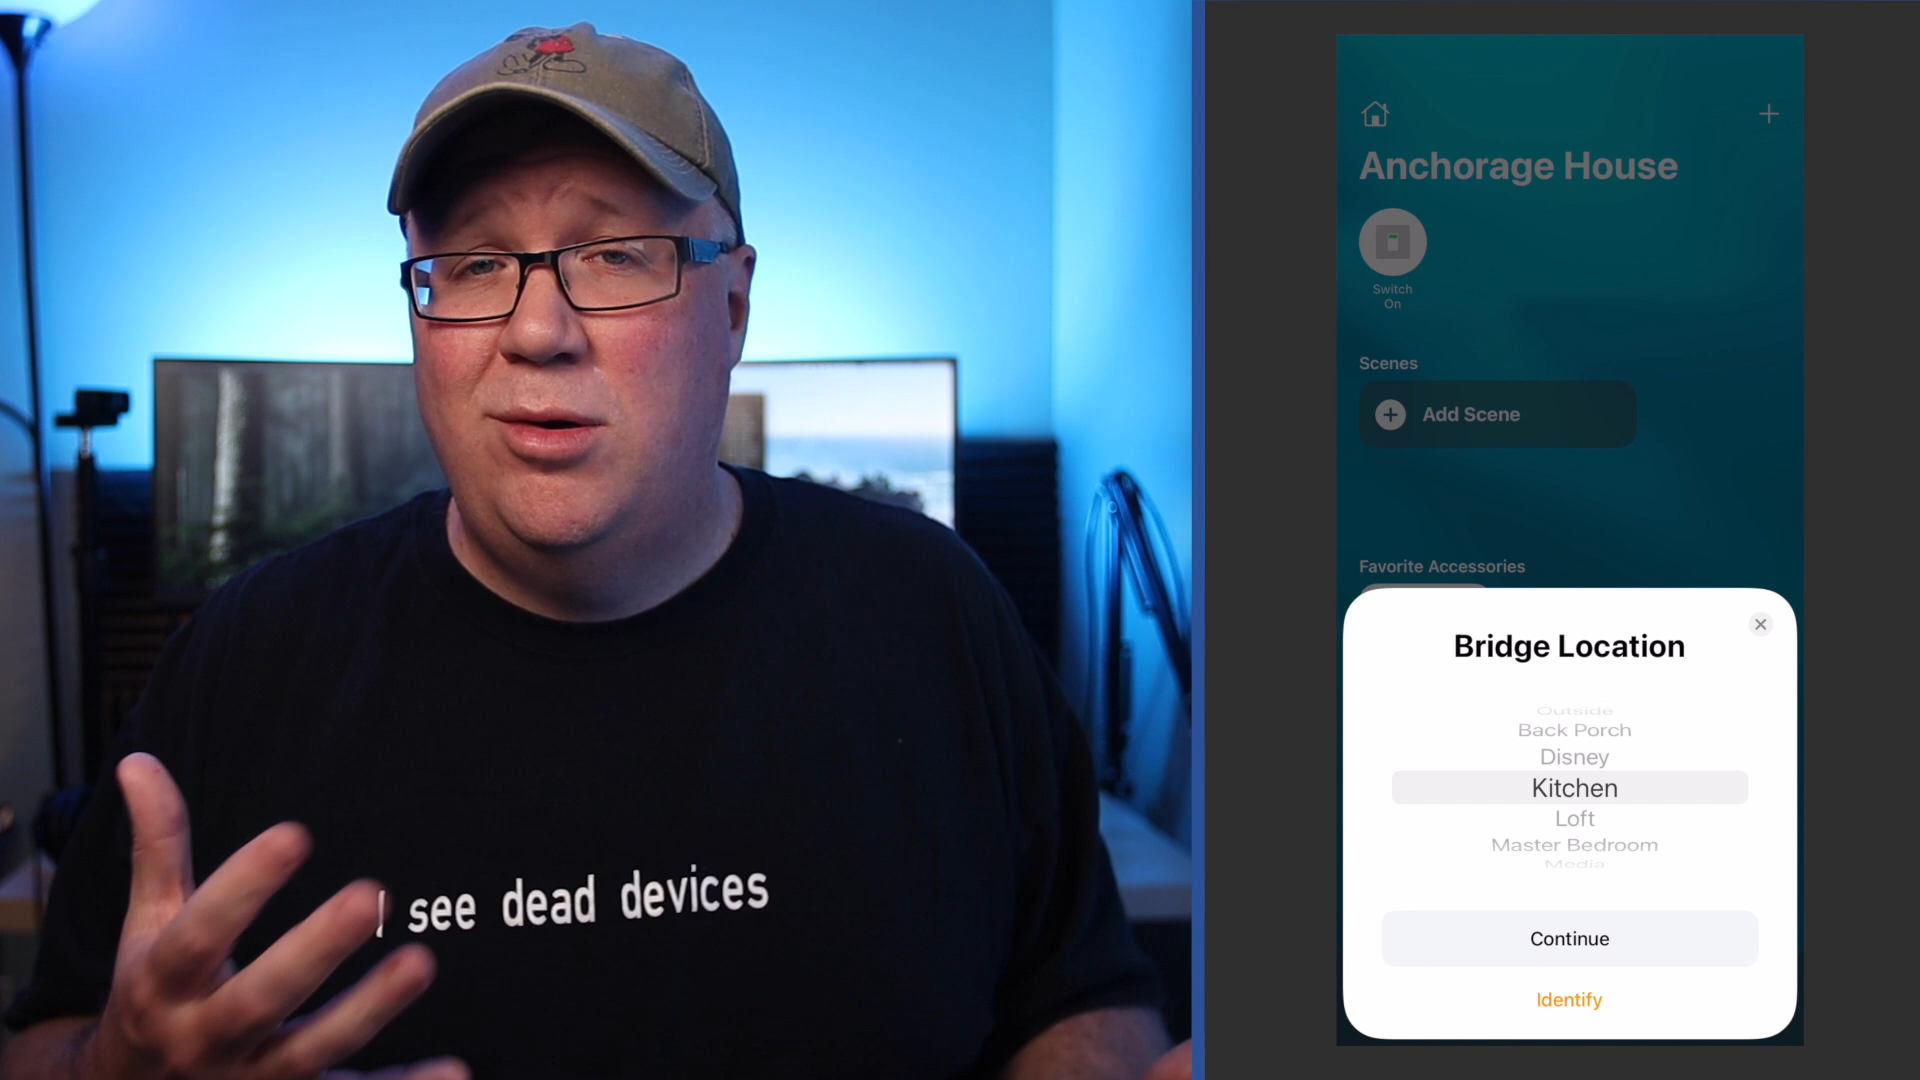 I see dead devices
Anchorage House
Switch
On
Scenes
Add Scene
Favorite Accessories
Bridge Location
Outside
Back Porch
Disney
Kitchen
Loft
Master Bedroom
Media
Continue
Identify